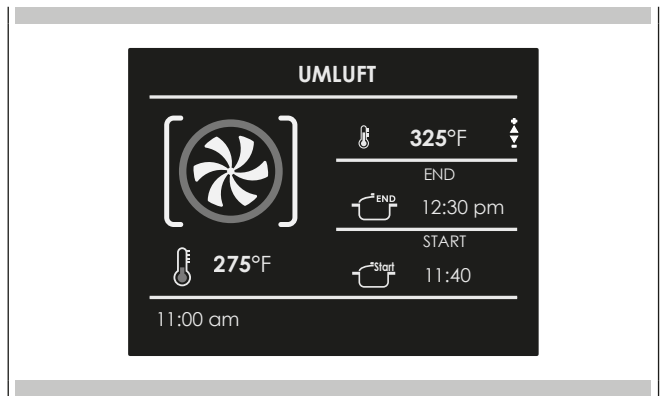 UMLUFT
325°F
END
END
12:30 pm
START
Start
11:40
275°F
11:00 am